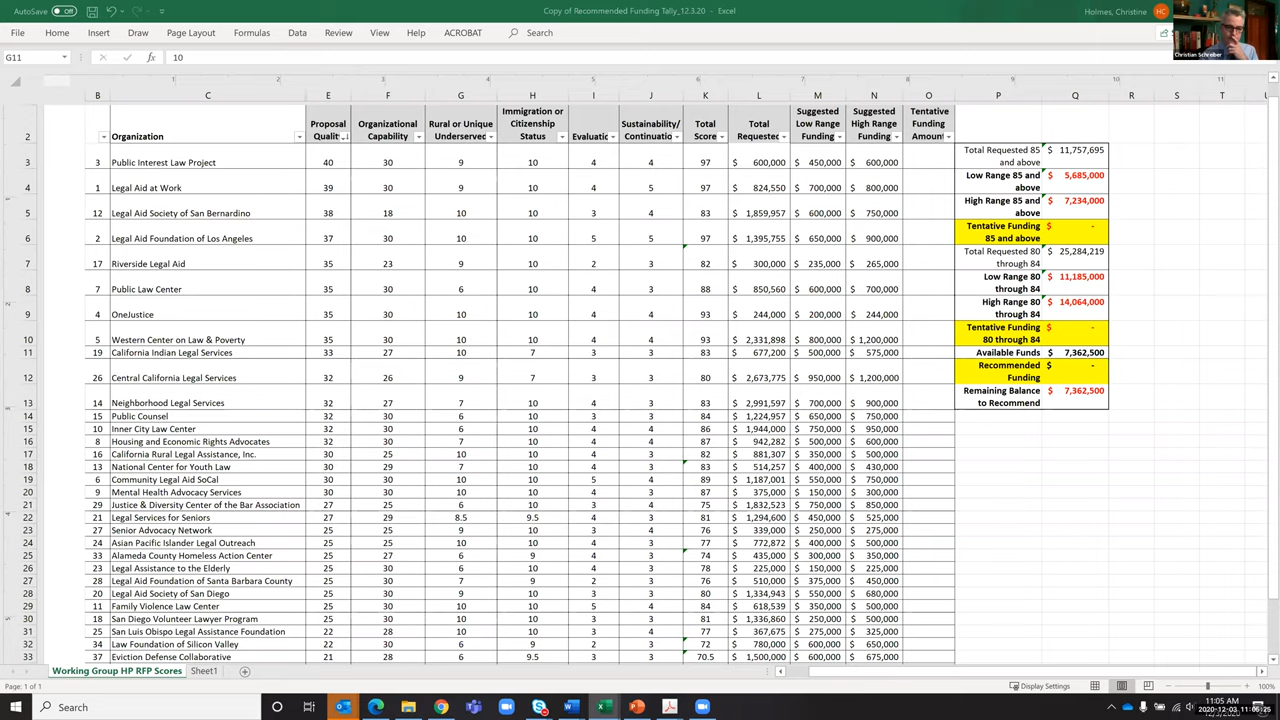 AutoSave Off Copy of Recommended Funding Tally_12.3.20 - Excel Holmes, Christine HC
File Home Insert Draw Page Layout Formulas Data Review View Help ACROBAT Search
Christian Schreiber
G11 fx 10
1 2 3 4 5 6 7 8 9 10 11
B C E F G H I J K L M N O P Q R S T U
2 Organization Proposal Qualit Organizational Capability Rural or Unique Underserved Immigration or Citizenship Status Evaluatio Sustainability/ Continuatio Total Score Total Requested Suggested Low Range Funding Suggested High Range Funding Tentative Funding Amount
3 3 Public Interest Law Project 40 30 9 10 4 4 97 $ 600,000 $ 450,000 $ 600,000 Total Requested 85 and above $ 11,757,695
4 1 Legal Aid at Work 39 30 9 10 4 5 97 $ 824,550 $ 700,000 $ 800,000 Low Range 85 and above $ 5,685,000
5 12 Legal Aid Society of San Bernardino 38 18 10 10 3 4 83 $ 1,859,957 $ 600,000 $ 750,000 High Range 85 and above $ 7,234,000
6 2 Legal Aid Foundation of Los Angeles 37 30 10 10 5 5 97 $ 1,395,755 $ 650,000 $ 900,000 Tentative Funding 85 and above $ -
7 17 Riverside Legal Aid 35 23 9 10 2 3 82 $ 300,000 $ 235,000 $ 265,000 Total Requested 80 through 84 $ 25,284,219
8 7 Public Law Center 35 30 6 10 4 3 88 $ 850,560 $ 600,000 $ 700,000 Low Range 80 through 84 $ 11,185,000
9 4 OneJustice 35 30 10 10 4 4 93 $ 244,000 $ 200,000 $ 244,000 High Range 80 through 84 $ 14,064,000
10 5 Western Center on Law & Poverty 35 30 10 10 4 4 93 $ 2,331,898 $ 800,000 $ 1,200,000 Tentative Funding 80 through 84 $ -
11 19 California Indian Legal Services 33 27 10 7 3 3 83 $ 677,200 $ 500,000 $ 575,000 Available Funds $ 7,362,500
12 26 Central California Legal Services 32 26 9 7 3 3 80 $ 2,673,775 $ 950,000 $ 1,200,000 Recommended Funding $ -
13 14 Neighborhood Legal Services 32 27 7 10 4 3 83 $ 2,991,597 $ 700,000 $ 900,000 Remaining Balance to Recommend $ 7,362,500
14 15 Public Counsel 32 30 6 10 3 3 84 $ 1,224,957 $ 650,000 $ 750,000
15 10 Inner City Law Center 32 30 6 10 4 4 86 $ 1,944,000 $ 750,000 $ 950,000
16 8 Housing and Economic Rights Advocates 32 30 7 10 4 4 87 $ 942,282 $ 500,000 $ 600,000
17 16 California Rural Legal Assistance, Inc. 30 25 10 10 4 4 83 $ 881,307 $ 350,000 $ 500,000
18 13 National Center for Youth Law 30 29 7 10 4 3 83 $ 514,257 $ 400,000 $ 430,000
19 6 Community Legal Aid SoCal 30 30 10 10 5 4 89 $ 1,187,001 $ 550,000 $ 750,000
20 9 Mental Health Advocacy Services 30 30 10 10 4 3 87 $ 375,000 $ 150,000 $ 300,000
21 29 Justice & Diversity Center of the Bar Association 27 25 6 10 4 3 75 $ 1,832,523 $ 750,000 $ 850,000
22 21 Legal Services for Seniors 27 29 8.5 9.5 4 3 81 $ 1,294,600 $ 450,000 $ 525,000
23 27 Senior Advocacy Network 25 25 9 10 3 4 76 $ 339,000 $ 250,000 $ 275,000
24 24 Asian Pacific Islander Legal Outreach 25 25 10 10 4 3 77 $ 772,872 $ 400,000 $ 500,000
25 33 Alameda County Homeless Action Center 25 27 6 9 4 3 74 $ 435,000 $ 300,000 $ 350,000
26 23 Legal Assistance to the Elderly 25 30 6 10 4 3 78 $ 225,000 $ 150,000 $ 225,000
27 28 Legal Aid Foundation of Santa Barbara County 25 30 7 9 2 3 76 $ 510,000 $ 375,000 $ 450,000
28 20 Legal Aid Society of San Diego 25 30 9 10 3 3 80 $ 1,334,943 $ 550,000 $ 680,000
29 11 Family Violence Law Center 25 30 10 10 5 4 84 $ 618,539 $ 350,000 $ 500,000
30 18 San Diego Volunteer Lawyer Program 25 30 10 10 3 3 81 $ 1,336,860 $ 250,000 $ 500,000
31 25 San Luis Obispo Legal Assistance Foundation 22 28 10 10 3 4 77 $ 367,675 $ 275,000 $ 325,000
32 34 Law Foundation of Silicon Valley 22 30 6 9 2 3 72 $ 780,000 $ 600,000 $ 650,000
33 37 Eviction Defense Collaborative 21 28 6 9.5 3 3 70.5 $ 1,500,000 $ 600,000 $ 675,000
Working Group HP RFP Scores Sheet1
Page: 1 of 1 Display Settings 100%
Search 11:05 AM
2020-12-03 11:06:25